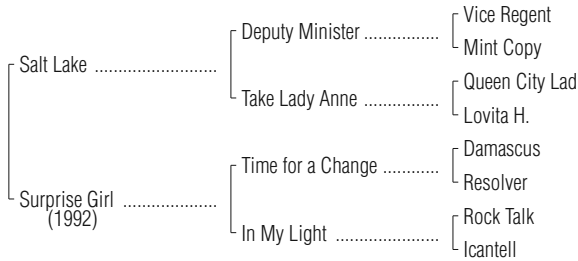 Vice Regent
Deputy Minister ................
Mint Copy
Salt Lake .........................
Queen City Lad
Take Lady Anne ................
Lovita H.
Damascus
Time for a Change ............
Resolver
Surprise Girl ....................
(1992)
Rock Talk
In My Light ......................
Icantell